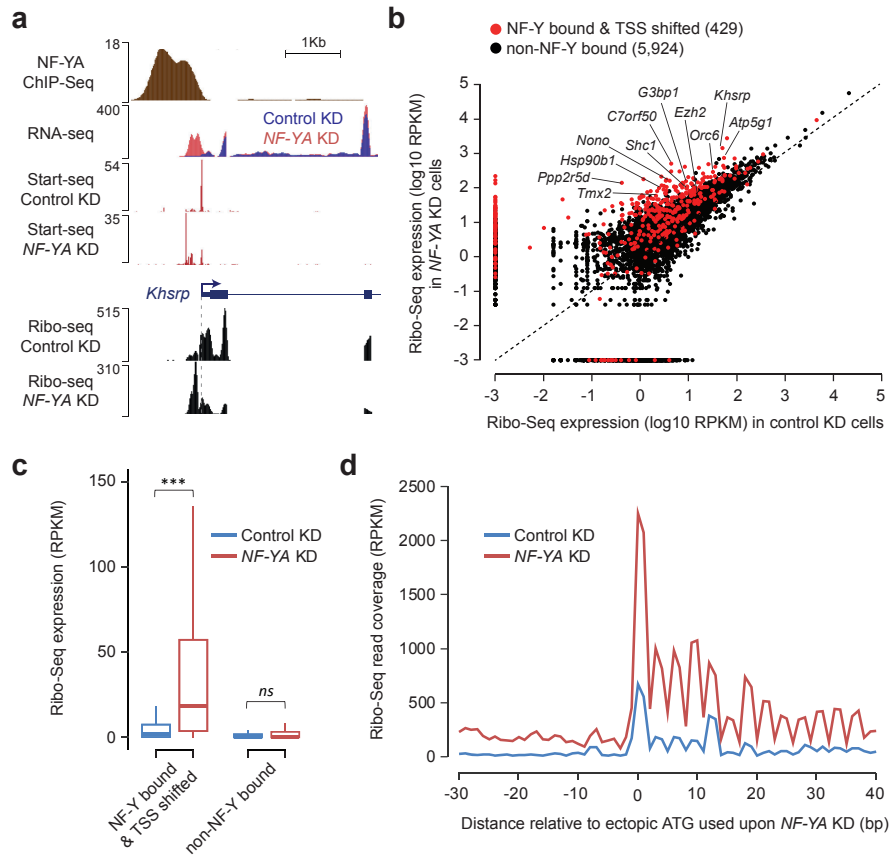 a
NF-YA
ChIP-Seq
18
1Kb
RNA-seq
400
Control KD
NF-YA KD
Start-seq
Control KD
54
Start-seq
NF-YA KD
35
Khsrp
Ribo-seq
Control KD
515
Ribo-seq
NF-YA KD
310
b
NF-Y bound & TSS shifted (429)
non-NF-Y bound (5,924)
Ribo-Seq expression (log10 RPKM)
in NF-YA KD cells
5
4
3
2
1
0
-1
-2
-3
G3bp1
Khsrp
C7orf50
Ezh2
Atp5g1
Nono
Shc1
Orc6
Hsp90b1
Ppp2r5d
Tmx2
-3 -2 -1 0 1 2 3 4 5
Ribo-Seq expression (log10 RPKM) in control KD cells
c
Ribo-Seq expression (RPKM)
150
100
50
0
***
Control KD
NF-YA KD
ns
NF-Y bound
& TSS shifted
non-NF-Y bound
d
Ribo-Seq read coverage (RPKM)
2500
2000
1500
1000
500
0
Control KD
NF-YA KD
-30 -20 -10 0 10 20 30 40
Distance relative to ectopic ATG used upon NF-YA KD (bp)